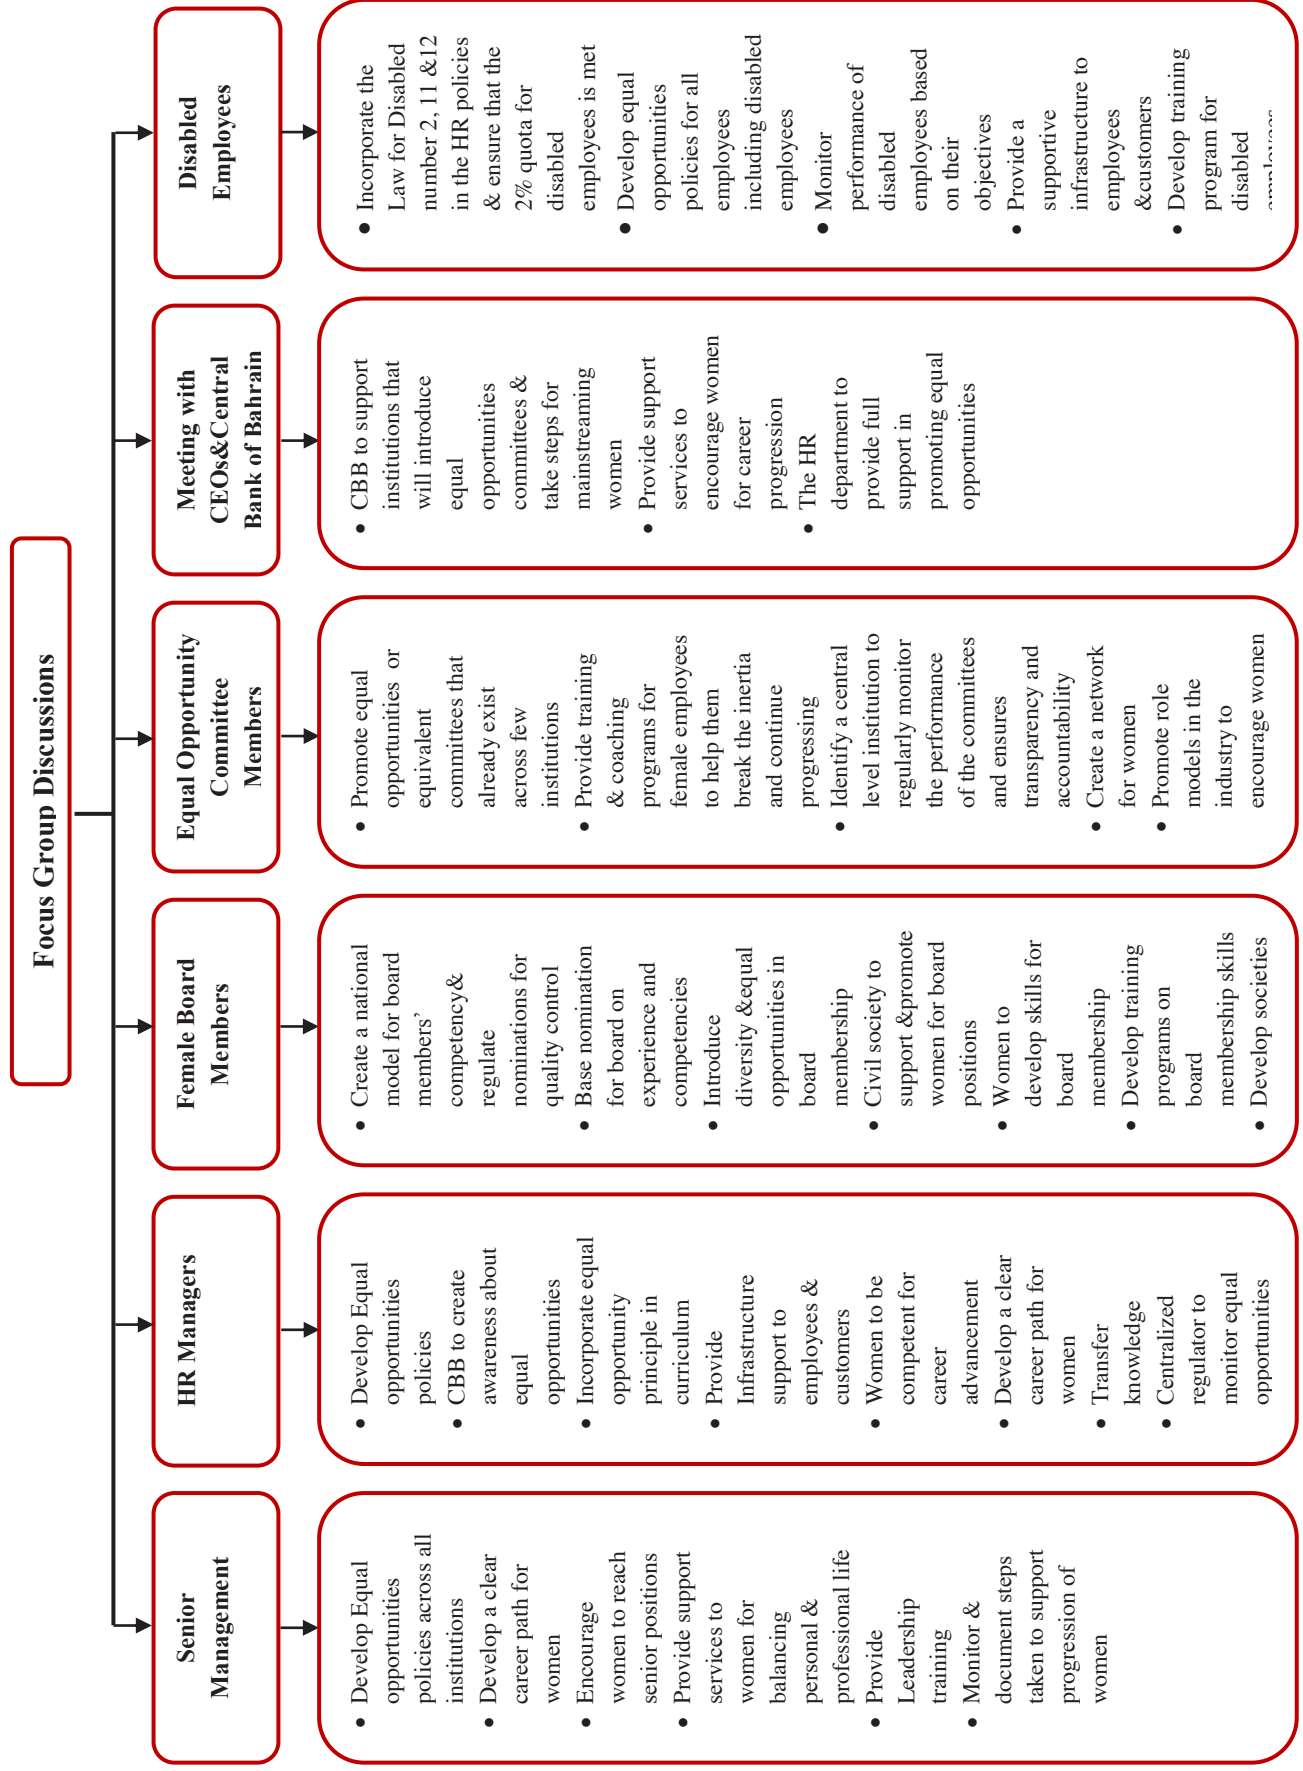 Focus Group Discussions
Senior
Management
• Develop Equal
opportunities
policies across all
institutions
• Develop a clear
career path for
women
• Encourage
women to reach
senior positions
• Provide support
services to
women for
balancing
personal &
professional life
• Provide
Leadership
training
• Monitor &
document steps
taken to support
progression of
women
HR Managers
• Develop Equal
opportunities
policies
• CBB to create
awareness about
equal
opportunities
• Incorporate equal
opportunity
principle in
curriculum
• Provide
Infrastructure
support to
employees &
customers
• Women to be
competent for
career
advancement
• Develop a clear
career path for
women
• Transfer
knowledge
• Centralized
regulator to
monitor equal
opportunities
Female Board
Members
• Create a national
model for board
members’
competency&
regulate
nominations for
quality control
• Base nomination
for board on
experience and
competencies
• Introduce
diversity &equal
opportunities in
board
membership
• Civil society to
support &promote
women for board
positions
• Women to
develop skills for
board
membership
• Develop training
programs on
board
membership skills
• Develop societies
Equal Opportunity
Committee
Members
• Promote equal
opportunities or
equivalent
committees that
already exist
across few
institutions
• Provide training
& coaching
programs for
female employees
to help them
break the inertia
and continue
progressing
• Identify a central
level institution to
regularly monitor
the performance
of the committees
and ensures
transparency and
accountability
• Create a network
for women
• Promote role
models in the
industry to
encourage women
Meeting with
CEOs&Central
Bank of Bahrain
• CBB to support
institutions that
will introduce
equal
opportunities
committees &
take steps for
mainstreaming
women
• Provide support
services to
encourage women
for career
progression
• The HR
department to
provide full
support in
promoting equal
opportunities
Disabled
Employees
• Incorporate the
Law for Disabled
number 2, 11 &12
in the HR policies
& ensure that the
2% quota for
disabled
employees is met
• Develop equal
opportunities
policies for all
employees
including disabled
employees
• Monitor
performance of
disabled
employees based
on their
objectives
• Provide a
supportive
infrastructure to
employees
&customers
• Develop training
program for
disabled